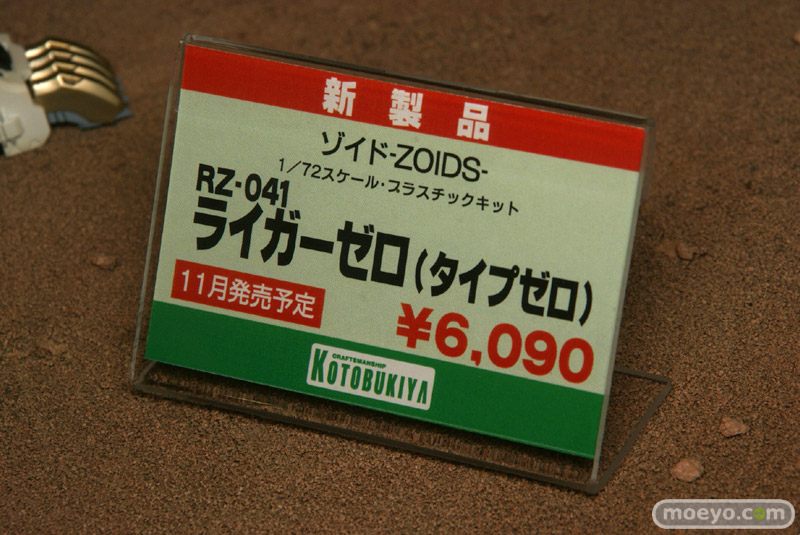 新製品
ゾイド-ZOIDS-
1/72スケール・プラスチックキット
RZ-041
ライガーゼロ(タイプゼロ)
11月発売予定
¥6,090
CRAFTSMANSHIP
KOTOBUKIYA
moeyo.com